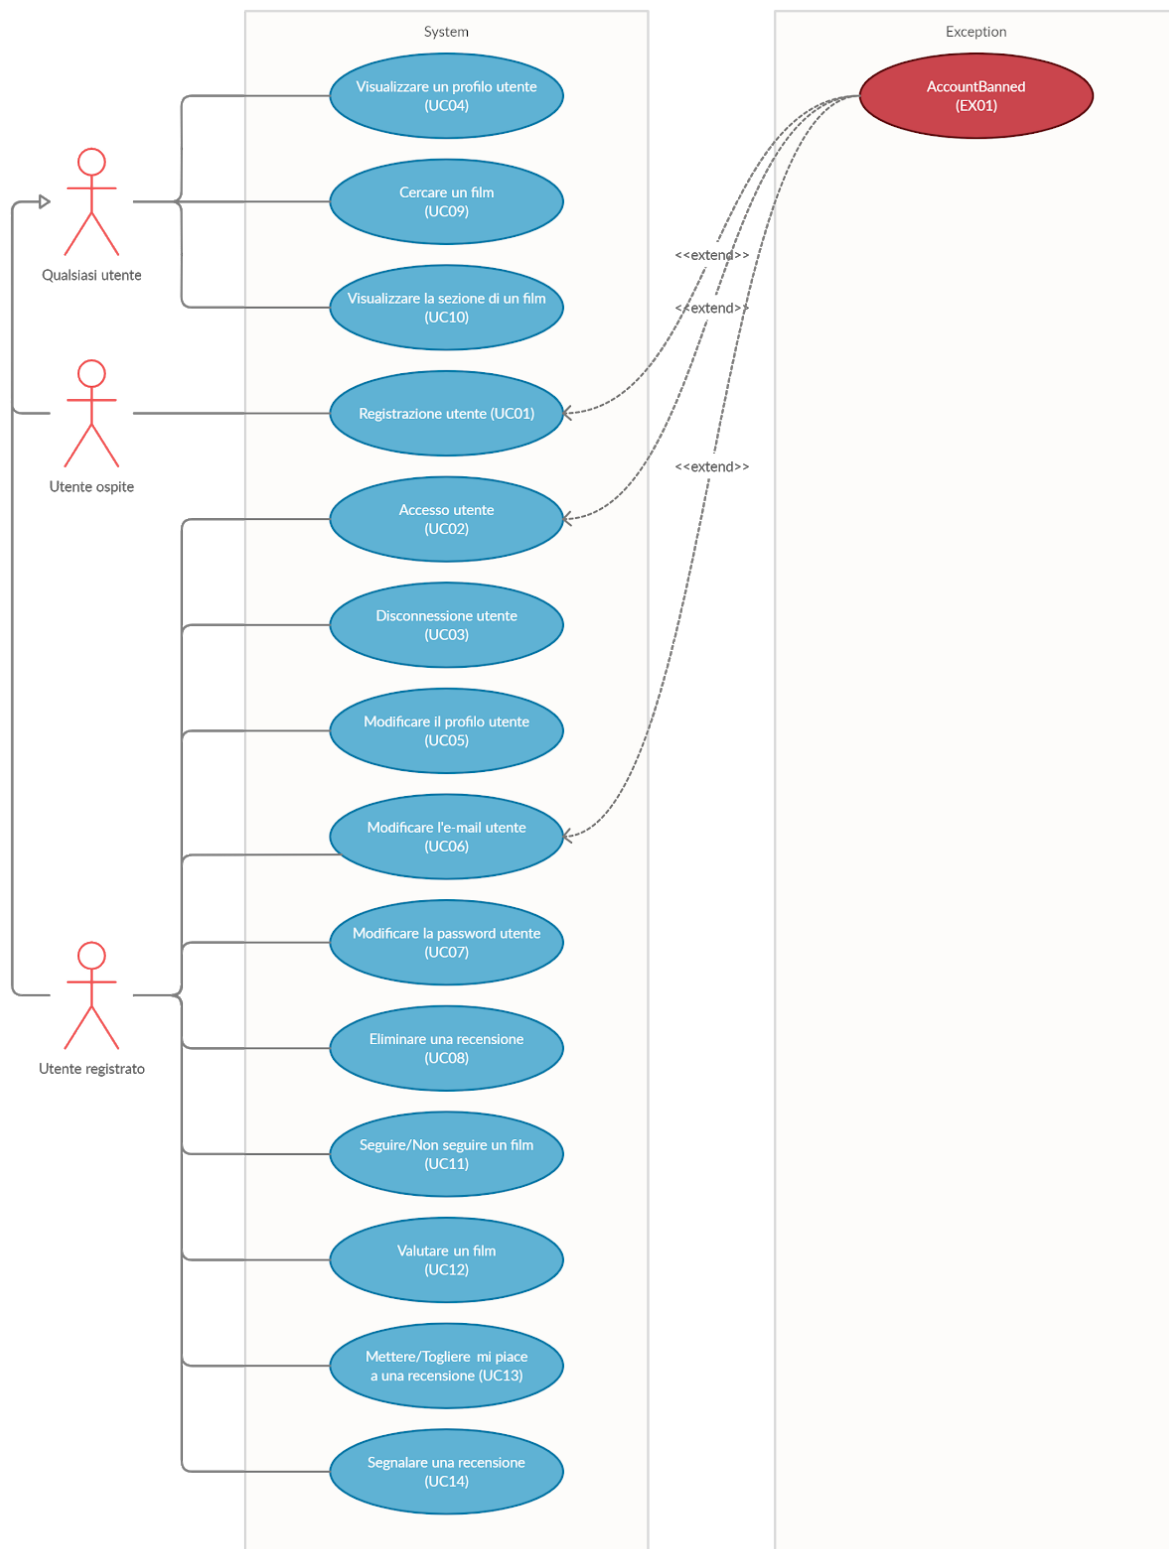 System
Exception
Visualizzare un profilo utente
(UC04)
AccountBanned
(EX01)
Cercare un film
(UC09)
Qualsiasi utente
<<extend>>
Visualizzare la sezione di un film
(UC10)
<<extend>>
Registrazione utente (UC01)
Utente ospite
<<extend>>
Accesso utente
(UC02)
Disconnessione utente
(UC03)
Modificare il profilo utente
(UC05)
Modificare l'e-mail utente
(UC06)
Modificare la password utente
(UC07)
Utente registrato
Eliminare una recensione
(UC08)
Seguire/Non seguire un film
(UC11)
Valutare un film
(UC12)
Mettere/Togliere mi piace
a una recensione (UC13)
Segnalare una recensione
(UC14)